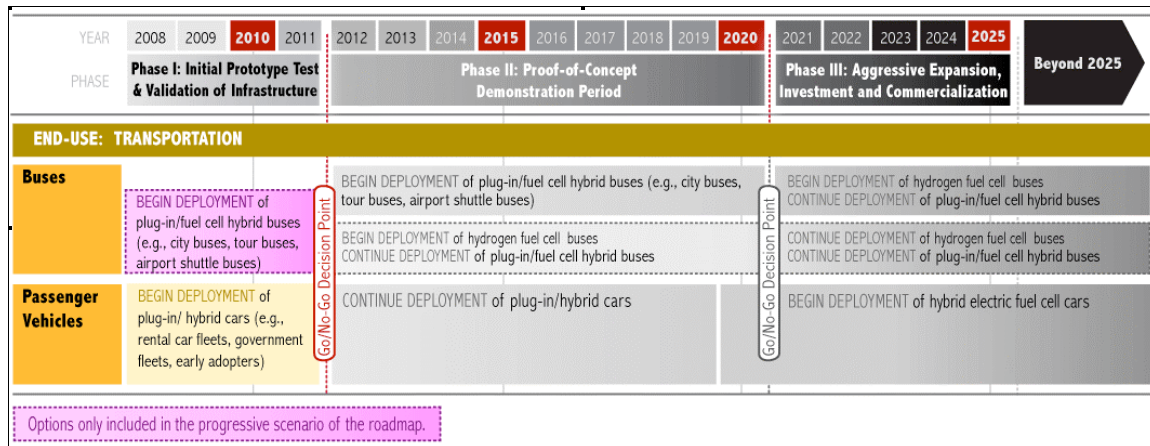 YEAR 2008 2009 2010 2011 2012 2013 2014 2015 2016 2017 2018 2019 2020 2021 2022 2023 2024 2025 Beyond 2025
PHASE
Phase I: Initial Prototype Test
& Validation of Infrastructure
Phase II: Proof-of-Concept
Demonstration Period
Phase III: Aggressive Expansion,
Investment and Commercialization
END-USE: TRANSPORTATION
Buses
BEGIN DEPLOYMENT of
plug-in/fuel cell hybrid buses
(e.g., city buses, tour buses,
airport shuttle buses)
Go/No-Go Decision Point
BEGIN DEPLOYMENT of plug-in/fuel cell hybrid buses (e.g., city buses,
tour buses, airport shuttle buses)
BEGIN DEPLOYMENT of hydrogen fuel cell buses
CONTINUE DEPLOYMENT of plug-in/fuel cell hybrid buses
Go/No-Go Decision Point
BEGIN DEPLOYMENT of hydrogen fuel cell buses
CONTINUE DEPLOYMENT of plug-in/fuel cell hybrid buses
CONTINUE DEPLOYMENT of hydrogen fuel cell buses
CONTINUE DEPLOYMENT of plug-in/fuel cell hybrid buses
Passenger
Vehicles
BEGIN DEPLOYMENT of
plug-in/ hybrid cars (e.g.,
rental car fleets, government
fleets, early adopters)
CONTINUE DEPLOYMENT of plug-in/hybrid cars
BEGIN DEPLOYMENT of hybrid electric fuel cell cars
Options only included in the progressive scenario of the roadmap.